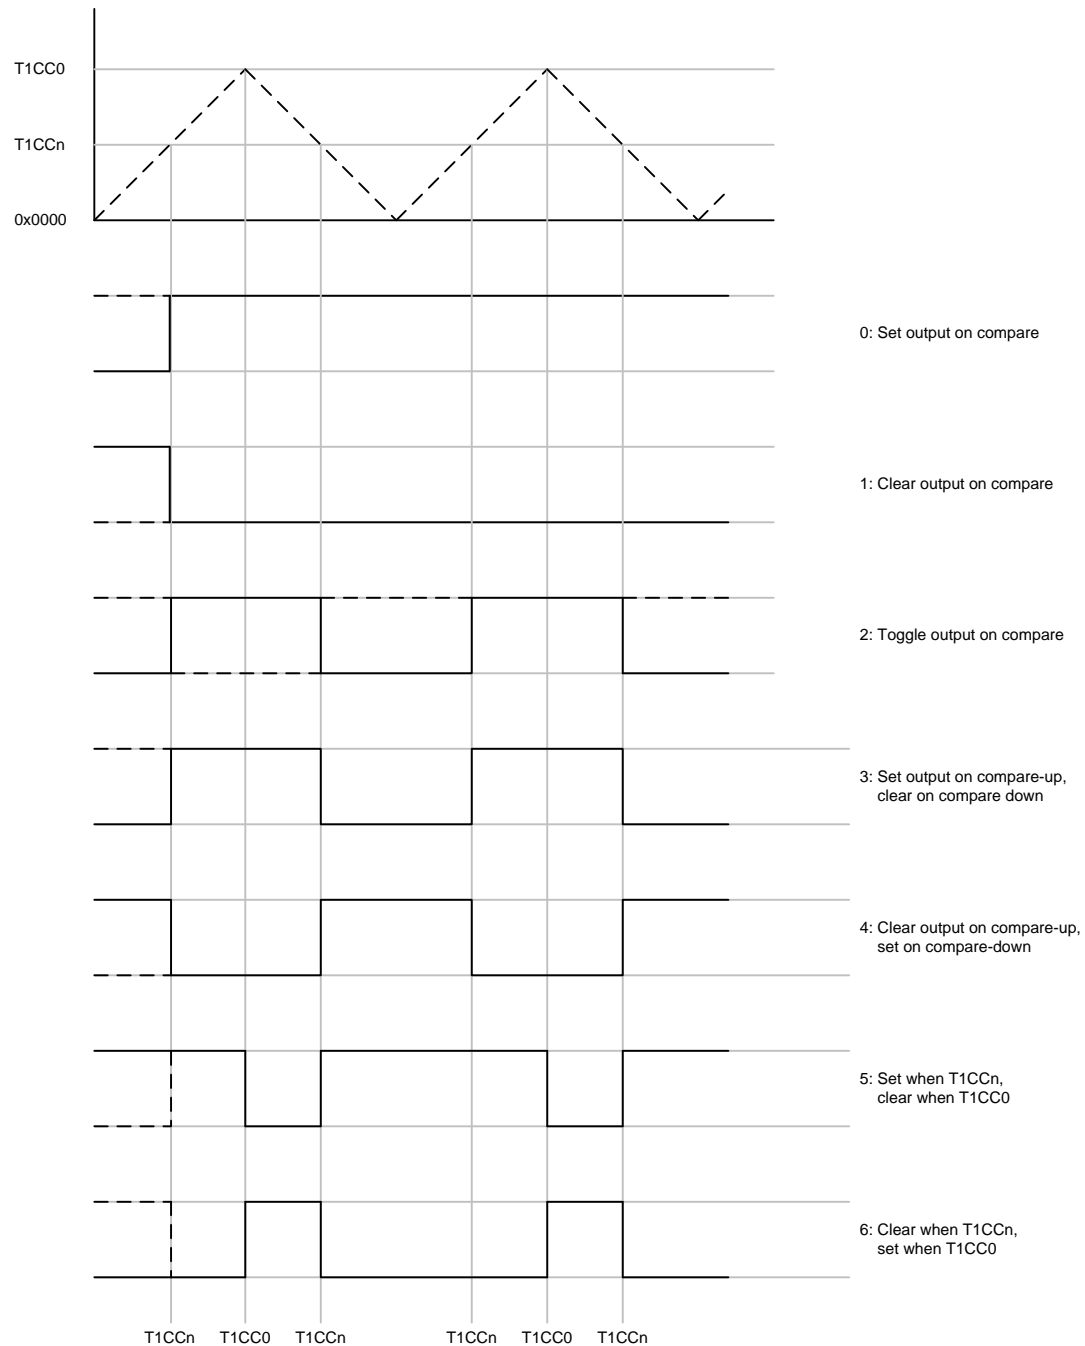 T1CC0
T1CCn
0x0000
0: Set output on compare
1: Clear output on compare
2: Toggle output on compare
3: Set output on compare-up,
clear on compare down
4: Clear output on compare-up,
set on compare-down
5: Set when T1CCn,
clear when T1CC0
6: Clear when T1CCn,
set when T1CC0
T1CCn T1CC0 T1CCn T1CCn T1CC0 T1CCn